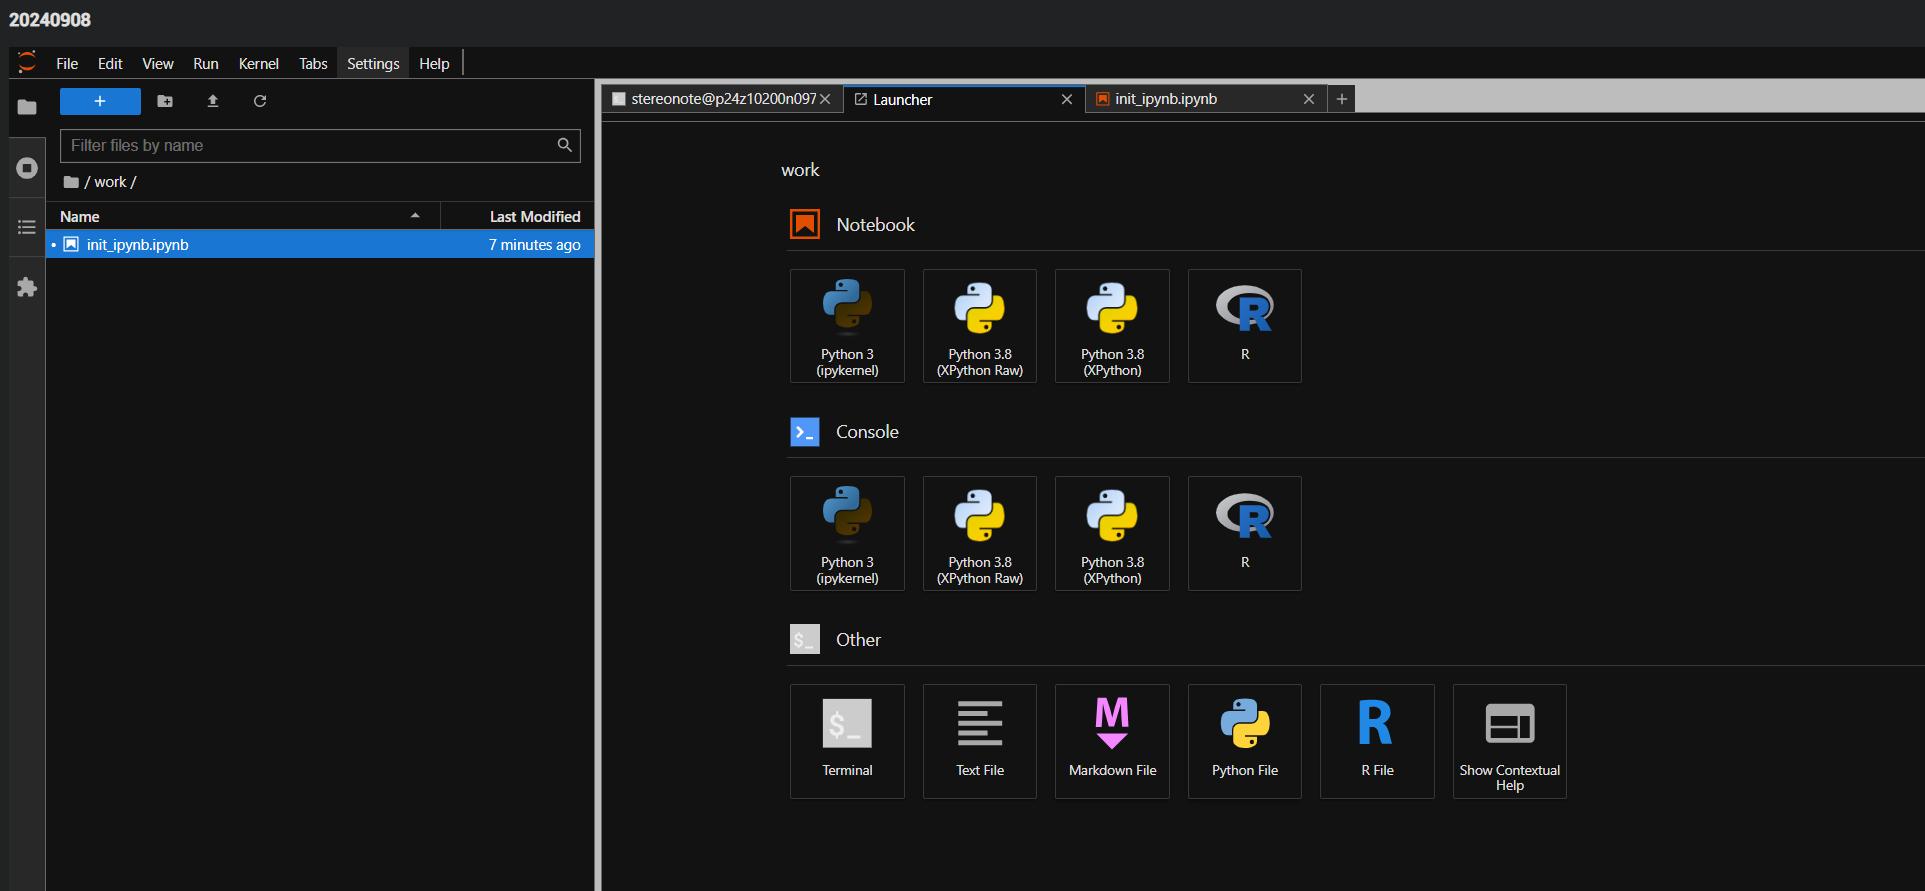 20240908
File Edit View Run Kernel Tabs Settings Help
+
Filter files by name
/ work /
Name Last Modified
init_ipynb.ipynb 7 minutes ago
stereonote@p24z10200n097
Launcher
init_ipynb.ipynb
work
Notebook
Python 3
(ipykernel)
Python 3.8
(XPython Raw)
Python 3.8
(XPython)
R
Console
Python 3
(ipykernel)
Python 3.8
(XPython Raw)
Python 3.8
(XPython)
R
$_ Other
$_
Terminal
Text File
M
Markdown File
Python File
R
R File
Show Contextual
Help